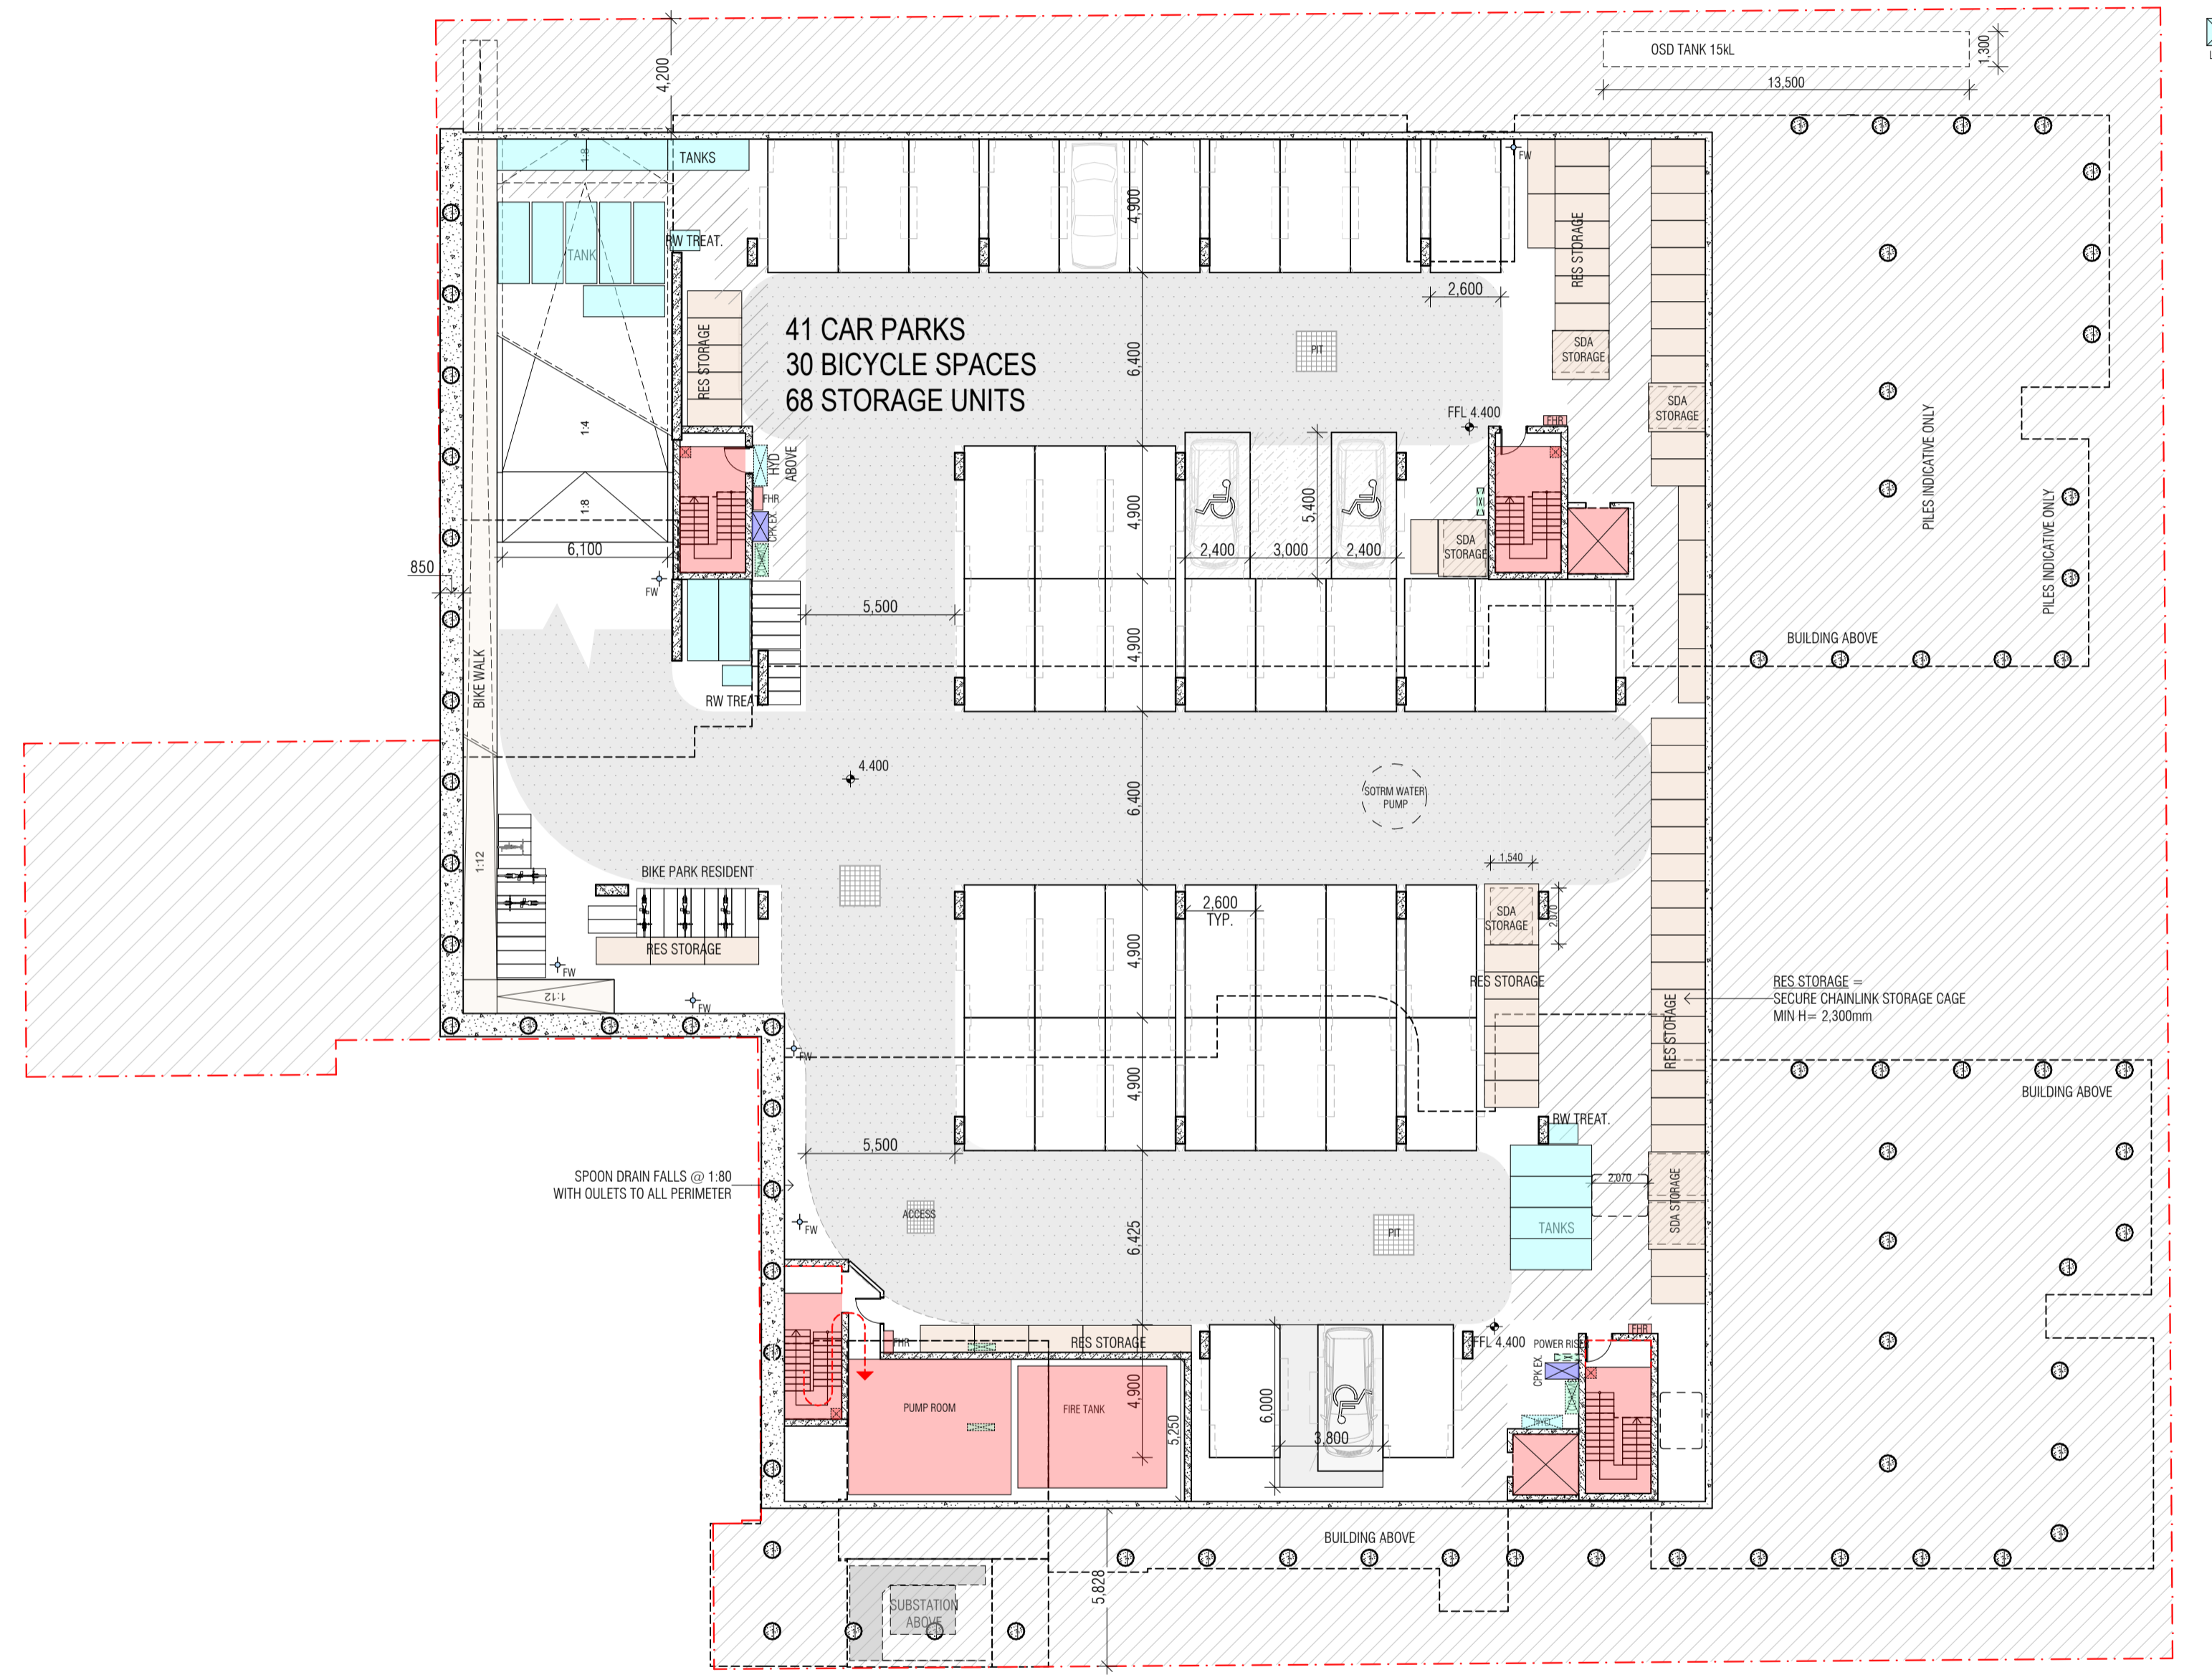 OSD TANK 15kL
1,300
13,500
4,200
1:8
TANKS
FW
TANK
RW TREAT.
4,900
RES STORAGE
2,600
RES STORAGE
41 CAR PARKS
30 BICYCLE SPACES
68 STORAGE UNITS
6,400
PIT
SDA
STORAGE
SDA
STORAGE
FFL 4.400
FHR
1:4
HYD
ABOVE
FHR
CPK EX.
1:8
6,100
4,900
5,400
2,400
3,000
2,400
SDA
STORAGE
PILES INDICATIVE ONLY
PILES INDICATIVE ONLY
850
FW
5,500
4,900
BUILDING ABOVE
BIKE WALK
RW TREAT.
4.400
6,400
SOTRM WATER
PUMP
1:12
BIKE PARK RESIDENT
1,540
2,600
TYP.
SDA
STORAGE
2,070
RES STORAGE
4,900
RES STORAGE
FW
1:12
FW
RES STORAGE =
SECURE CHAINLINK STORAGE CAGE
MIN H= 2,300mm
RES STORAGE
FW
4,900
BUILDING ABOVE
RW TREAT.
5,500
SPOON DRAIN FALLS @ 1:80
WITH OULETS TO ALL PERIMETER
2,070
SDA STORAGE
ACCESS
FW
6,425
PIT
TANKS
FHR
RES STORAGE
FFL 4.400
POWER RISER
FHR
CPK EX.
PUMP ROOM
FIRE TANK
4,900
5,250
6,000
3,800
BUILDING ABOVE
5,828
SUBSTATION
ABOVE